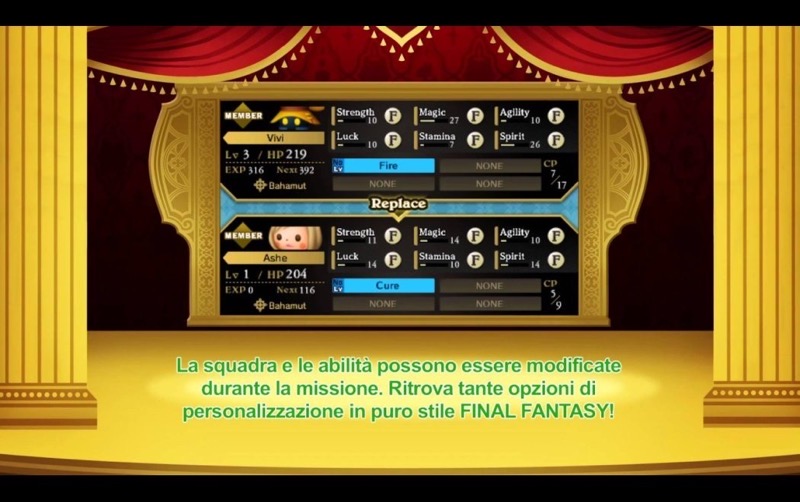 MEMBER
Vivi
Lv 3 / HP 219
EXP 316 Next 392
Bahamut
Strength 10 F Magic 27 F Agility 10 F
Luck 10 F Stamina 7 F Spirit 26 F
No Lv Fire NONE CP
NONE NONE 7/17
Replace
MEMBER
Ashe
Lv 1 / HP 204
EXP 0 Next 116
Bahamut
Strength 11 F Magic 14 F Agility 10 F
Luck 14 F Stamina 10 F Spirit 14 F
No Lv Cure NONE CP
NONE NONE 5/9
La squadra e le abilità possono essere modificate
durante la missione. Ritrova tante opzioni di
personalizzazione in puro stile FINAL FANTASY!